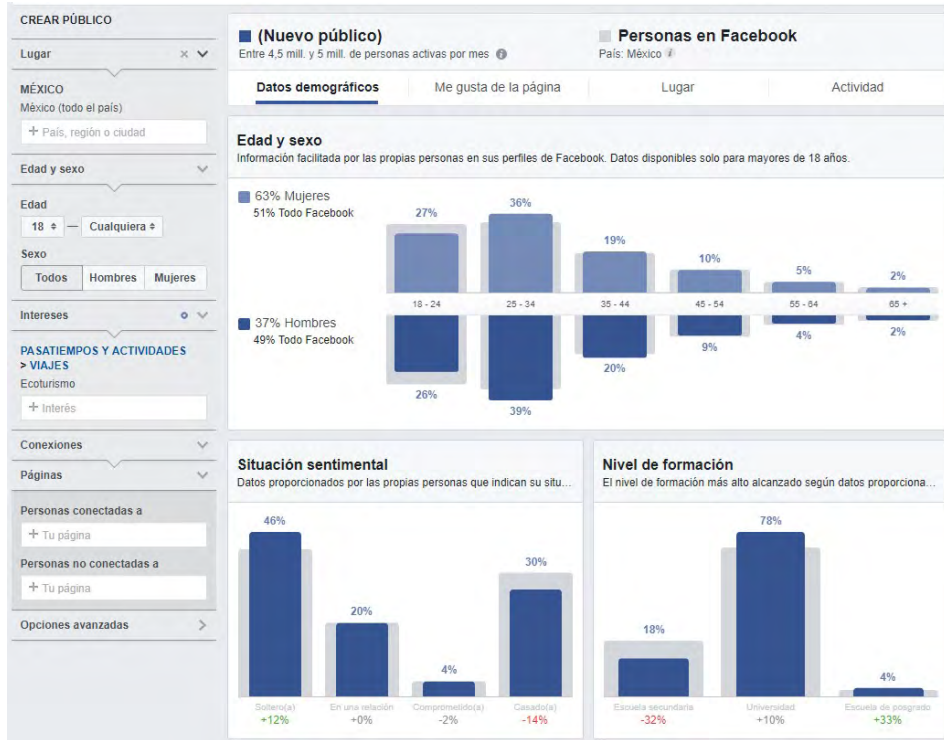 CREAR PÚBLICO
Lugar
MÉXICO
México (todo el país)
+ País, región o ciudad
Edad y sexo
Edad
18 — Cualquiera
Sexo
Todos Hombres Mujeres
Intereses
PASATIEMPOS Y ACTIVIDADES
> VIAJES
Ecoturismo
+ Interés
Conexiones
Páginas
Personas conectadas a
+ Tu página
Personas no conectadas a
+ Tu página
Opciones avanzadas
(Nuevo público)
Entre 4,5 mill. y 5 mill. de personas activas por mes
Personas en Facebook
País: México
Datos demográficos Me gusta de la página Lugar Actividad
Edad y sexo
Información facilitada por las propias personas en sus perfiles de Facebook. Datos disponibles solo para mayores de 18 años.
63% Mujeres
51% Todo Facebook
27% 36% 19% 10% 5% 2%
18 - 24 25 - 34 35 - 44 45 - 54 55 - 64 65 +
37% Hombres
49% Todo Facebook
26% 39% 20% 9% 4% 2%
Situación sentimental
Datos proporcionados por las propias personas que indican su situ...
46% 20% 4% 30%
Soltero(a) En una relación Comprometido(a) Casado(a)
+12% +0% -2% -14%
Nivel de formación
El nivel de formación más alto alcanzado según datos proporciona...
18% 78% 4%
Escuela secundaria Universidad Escuela de posgrado
-32% +10% +33%